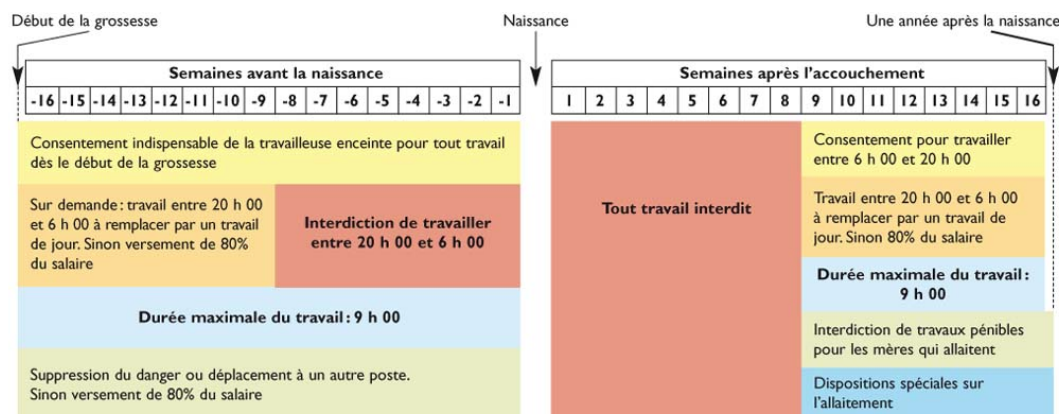 Début de la grossesse
Naissance
Une année après la naissance
Semaines avant la naissance
-16 -15 -14 -13 -12 -11 -10 -9 -8 -7 -6 -5 -4 -3 -2 -1
Consentement indispensable de la travailleuse enceinte pour tout travail
dès le début de la grossesse
Sur demande : travail entre 20 h 00
et 6 h 00 à remplacer par un travail
de jour. Sinon versement de 80%
du salaire
Interdiction de travailler
entre 20 h 00 et 6 h 00
Durée maximale du travail : 9 h 00
Suppression du danger ou déplacement à un autre poste.
Sinon versement de 80% du salaire
Semaines après l'accouchement
1 2 3 4 5 6 7 8 9 10 11 12 13 14 15 16
Tout travail interdit
Consentement pour travailler
entre 6 h 00 et 20 h 00
Travail entre 20 h 00 et 6 h 00
à remplacer par un travail de
jour. Sinon 80% du salaire
Durée maximale du travail :
9 h 00
Interdiction de travaux pénibles
pour les mères qui allaitent
Dispositions spéciales sur
l'allaitement